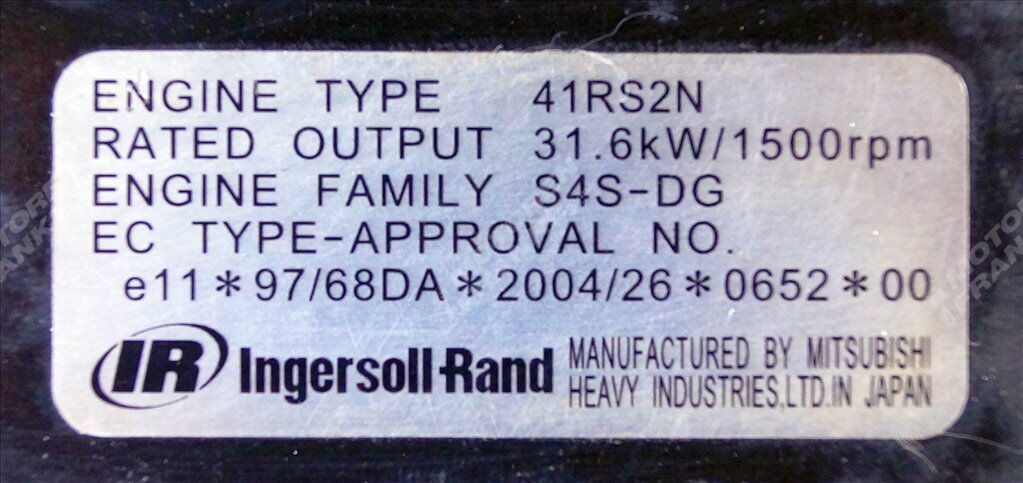 ENGINE TYPE 41RS2N
RATED OUTPUT 31.6kW/1500rpm
ENGINE FAMILY S4S-DG
EC TYPE-APPROVAL NO.
e11*97/68DA*2004/26*0652*00
IR Ingersoll-Rand
MANUFACTURED BY MITSUBISHI
HEAVY INDUSTRIES,LTD.IN JAPAN